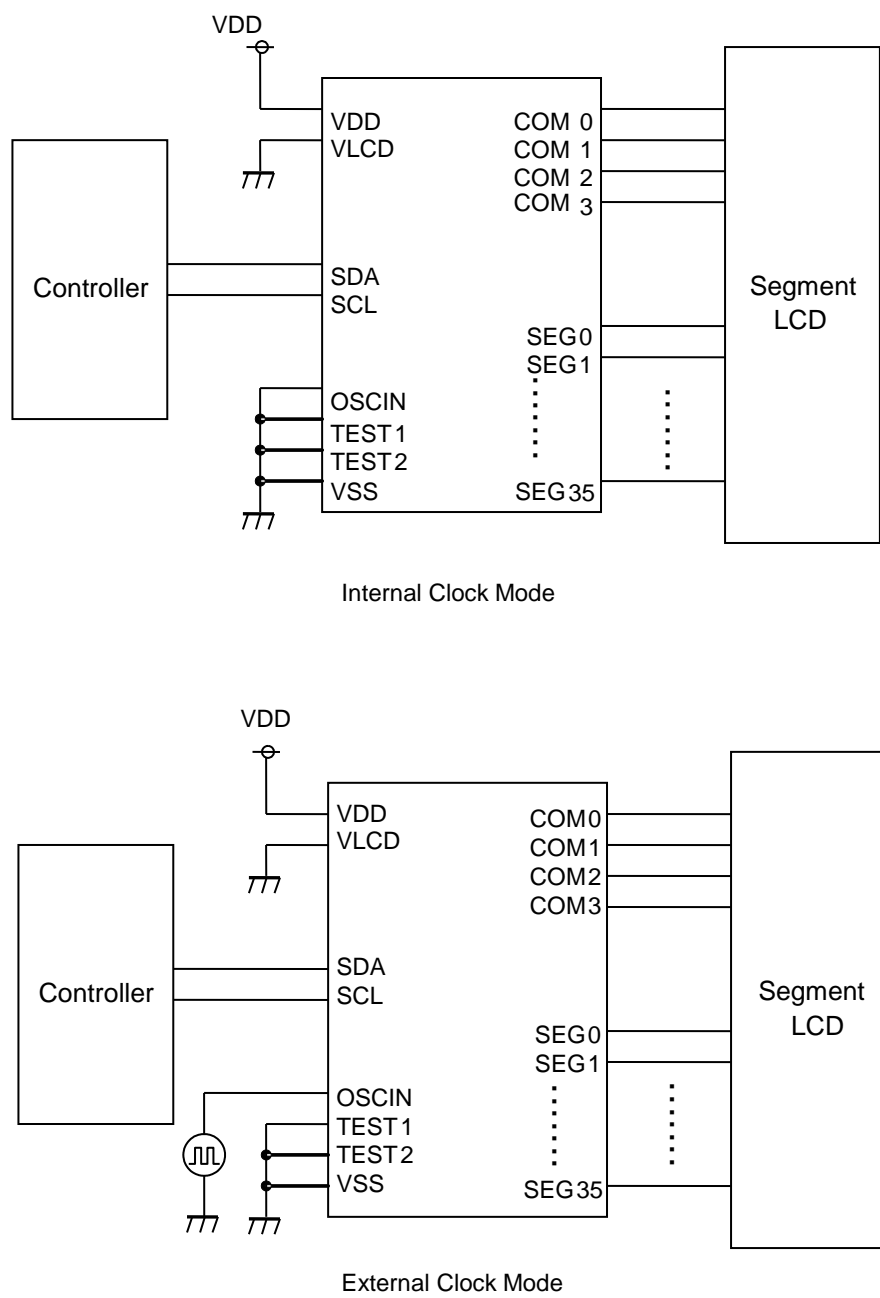 VDD
VDD
VLCD
COM 0
COM 1
COM 2
COM 3
Controller
SDA
SCL
Segment
LCD
SEG0
SEG1
OSCIN
TEST1
TEST2
VSS
SEG35
Internal Clock Mode
VDD
VDD
VLCD
COM0
COM1
COM2
COM3
Controller
SDA
SCL
Segment
LCD
SEG0
SEG1
OSCIN
TEST1
TEST2
VSS
SEG35
External Clock Mode